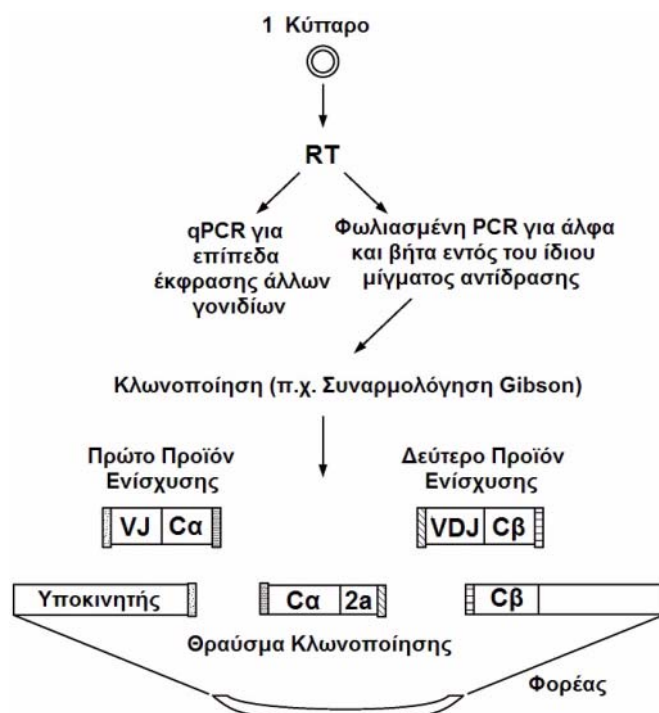 1 Κύπαρο
RT
qPCR για
επίπεδα
έκφρασης άλλων
γονιδίων
Φωλιασμένη PCR για άλφα
και βήτα εντός του ίδιου
μίγματος αντίδρασης
Κλωνοποίηση (π.χ. Συναρμολόγηση Gibson)
Πρώτο Προϊόν
Ενίσχυσης
Δεύτερο Προϊόν
Ενίσχυσης
VJ Cα
VDJ Cβ
Υποκινητής
Cα 2a
Cβ
Θραύσμα Κλωνοποίησης
Φορέας